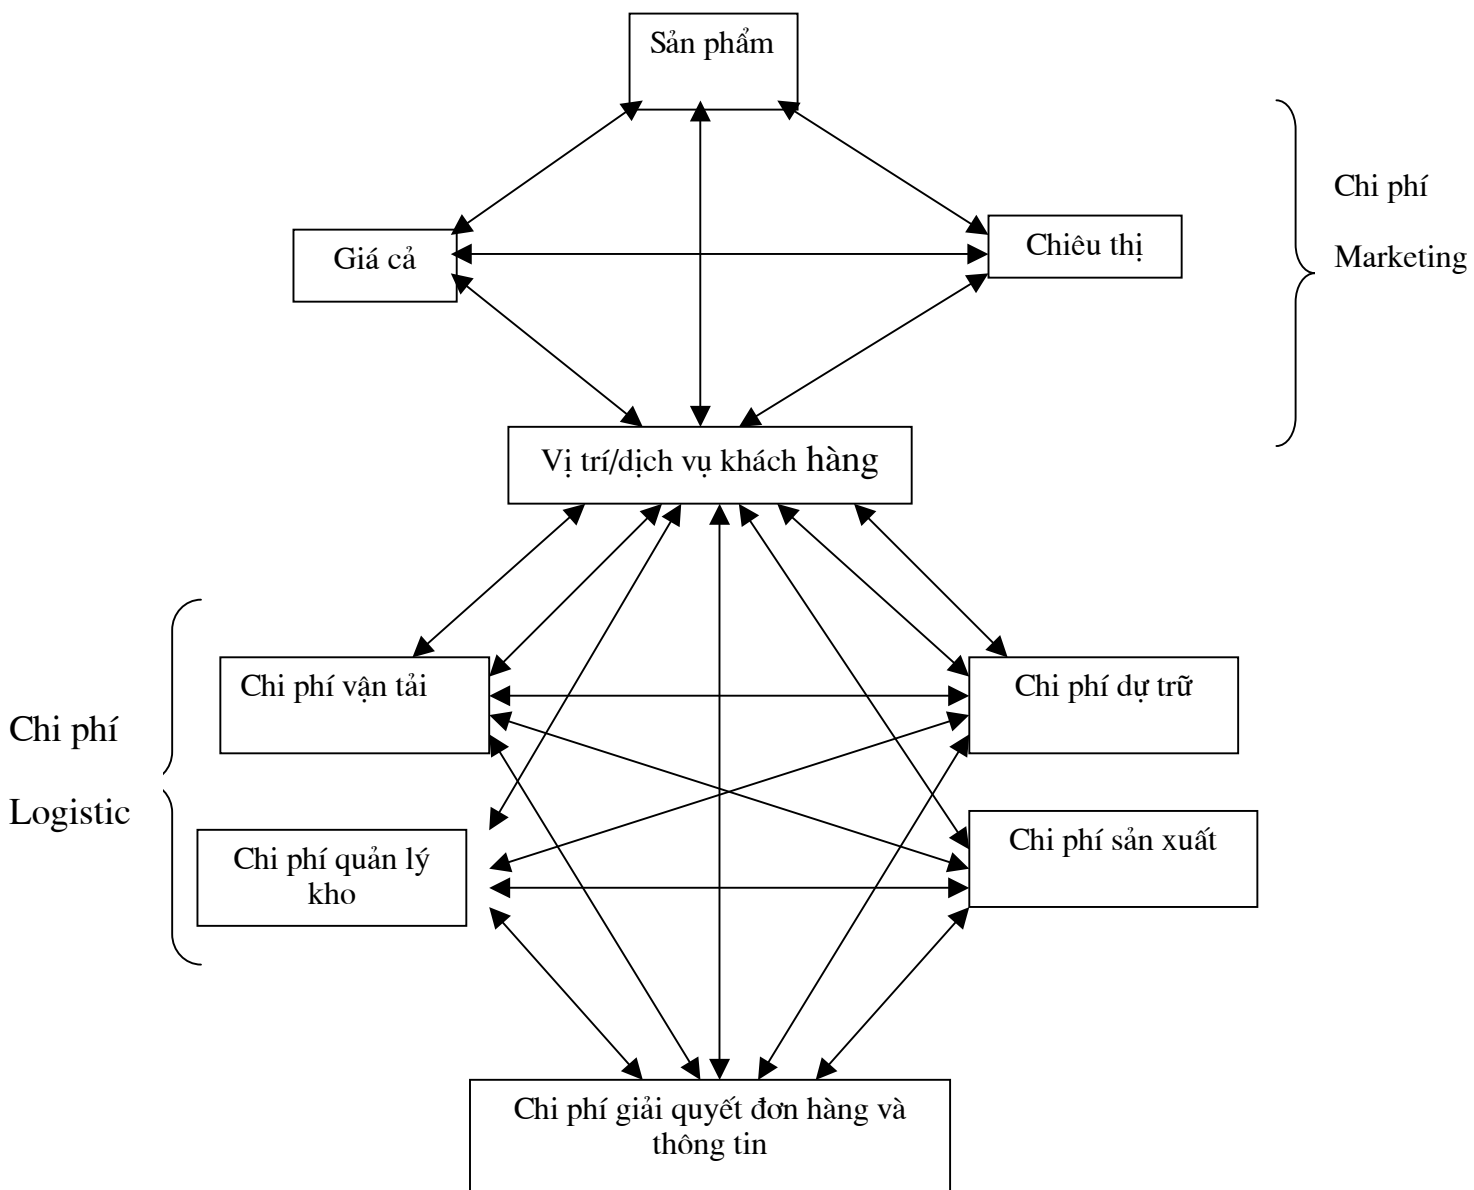 Sản phẩm
Chi phí
Marketing
Giá cả
Chiêu thị
Vị trí/dịch vụ khách hàng
Chi phí
Logistic
Chi phí vận tải
Chi phí dự trữ
Chi phí quản lý
kho
Chi phí sản xuất
Chi phí giải quyết đơn hàng và
thông tin